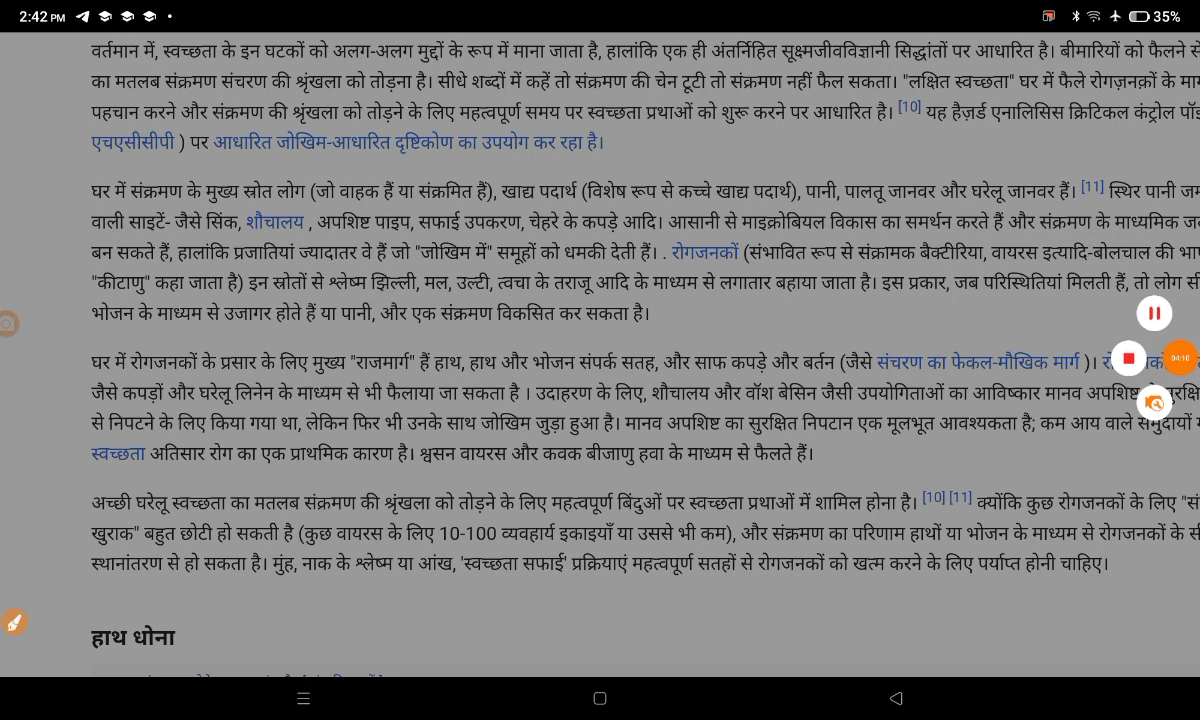 2:42 PM
35%
वर्तमान में, स्वच्छता के इन घटकों को अलग-अलग मुद्दों के रूप में माना जाता है, हालांकि एक ही अंतर्निहित सूक्ष्मजीवविज्ञानी सिद्धांतों पर आधारित है। बीमारियों को फैलने से
का मतलब संक्रमण संचरण की श्रृंखला को तोड़ना है। सीधे शब्दों में कहें तो संक्रमण की चेन टूटी तो संक्रमण नहीं फैल सकता। "लक्षित स्वच्छता" घर में फैले रोगज़नक़ों के
पहचान करने और संक्रमण की श्रृंखला को तोड़ने के लिए महत्वपूर्ण समय पर स्वच्छता प्रथाओं को शुरू करने पर आधारित है। [10] यह हैज़र्ड एनालिसिस क्रिटिकल कंट्रोल
एचएसीसीपी ) पर आधारित जोखिम-आधारित दृष्टिकोण का उपयोग कर रहा है।
घर में संक्रमण के मुख्य स्रोत लोग (जो वाहक हैं या संक्रमित हैं), खाद्य पदार्थ (विशेष रूप से कच्चे खाद्य पदार्थ), पानी, पालतू जानवर और घरेलू जानवर हैं। [11] स्थिर पानी
वाली साइटें- जैसे सिंक, शौचालय , अपशिष्ट पाइप, सफाई उपकरण, चेहरे के कपड़े आदि। आसानी से माइक्रोबियल विकास का समर्थन करते हैं और संक्रमण के माध्यमिक
बन सकते हैं, हालांकि प्रजातियां ज्यादातर वे हैं जो "जोखिम में" समूहों को धमकी देती हैं। . रोगजनकों (संभावित रूप से संक्रामक बैक्टीरिया, वायरस इत्यादि-बोलचाल की
"कीटाणु" कहा जाता है) इन स्रोतों से श्लेष्म झिल्ली, मल, उल्टी, त्वचा के तराजू आदि के माध्यम से लगातार बहाया जाता है। इस प्रकार, जब परिस्थितियां मिलती हैं, तो लोग
भोजन के माध्यम से उजागर होते हैं या पानी, और एक संक्रमण विकसित कर सकता है।
घर में रोगजनकों के प्रसार के लिए मुख्य "राजमार्ग" हैं हाथ, हाथ और भोजन संपर्क सतह, और साफ कपड़े और बर्तन (जैसे संचरण का फेकल-मौखिक मार्ग )।
04:10
जैसे कपड़ों और घरेलू लिनेन के माध्यम से भी फैलाया जा सकता है । उदाहरण के लिए, शौचालय और वॉश बेसिन जैसी उपयोगिताओं का आविष्कार मानव अपशिष्ट
से निपटने के लिए किया गया था, लेकिन फिर भी उनके साथ जोखिम जुड़ा हुआ है। मानव अपशिष्ट का सुरक्षित निपटान एक मूलभूत आवश्यकता है; कम आय वाले समुदायों
स्वच्छता अतिसार रोग का एक प्राथमिक कारण है। श्वसन वायरस और कवक बीजाणु हवा के माध्यम से फैलते हैं।
अच्छी घरेलू स्वच्छता का मतलब संक्रमण की श्रृंखला को तोड़ने के लिए महत्वपूर्ण बिंदुओं पर स्वच्छता प्रथाओं में शामिल होना है। [10] [11] क्योंकि कुछ रोगजनकों के लिए
खुराक" बहुत छोटी हो सकती है (कुछ वायरस के लिए 10-100 व्यवहार्य इकाइयाँ या उससे भी कम), और संक्रमण का परिणाम हाथों या भोजन के माध्यम से रोगजनकों के
स्थानांतरण से हो सकता है। मुंह, नाक के श्लेष्म या आंख, 'स्वच्छता सफाई' प्रक्रियाएं महत्वपूर्ण सतहों से रोगजनकों को खत्म करने के लिए पर्याप्त होनी चाहिए।
हाथ धोना